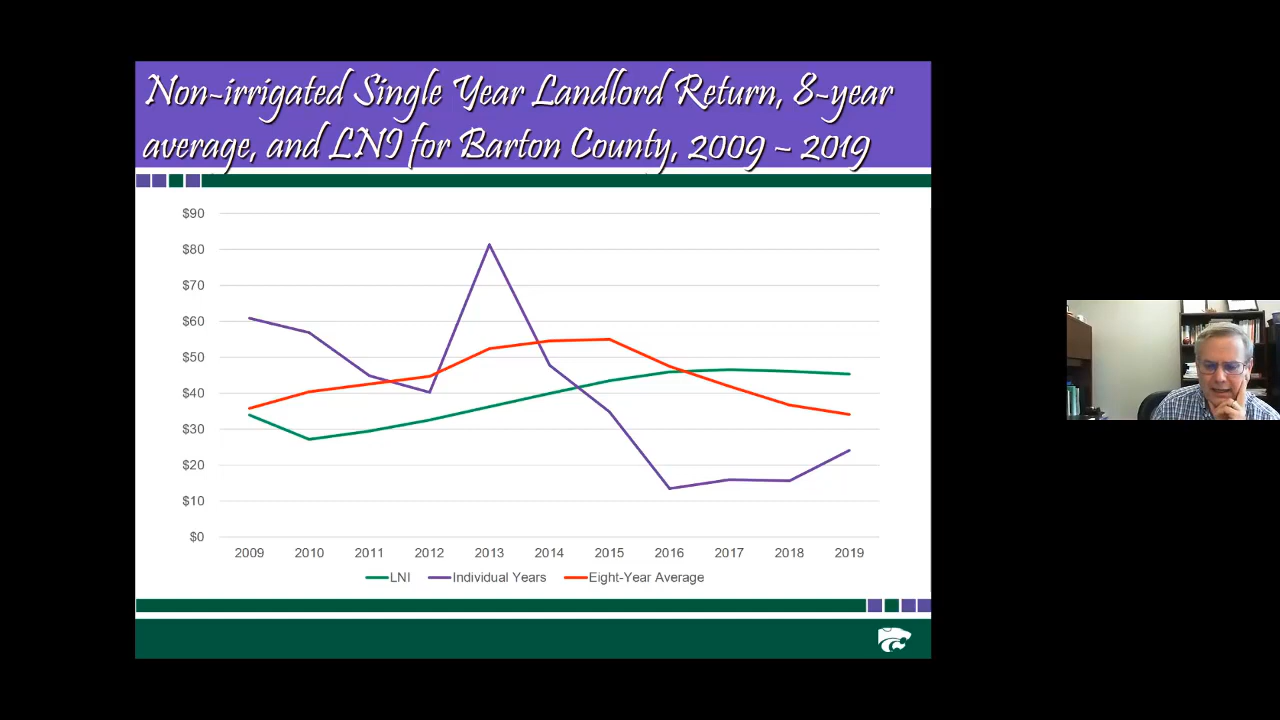 Non-irrigated Single Year Landlord Return, 8-year
average, and LNI for Barton County, 2009 – 2019
$90
$80
$70
$60
$50
$40
$30
$20
$10
$0
2009 2010 2011 2012 2013 2014 2015 2016 2017 2018 2019
LNI Individual Years Eight-Year Average